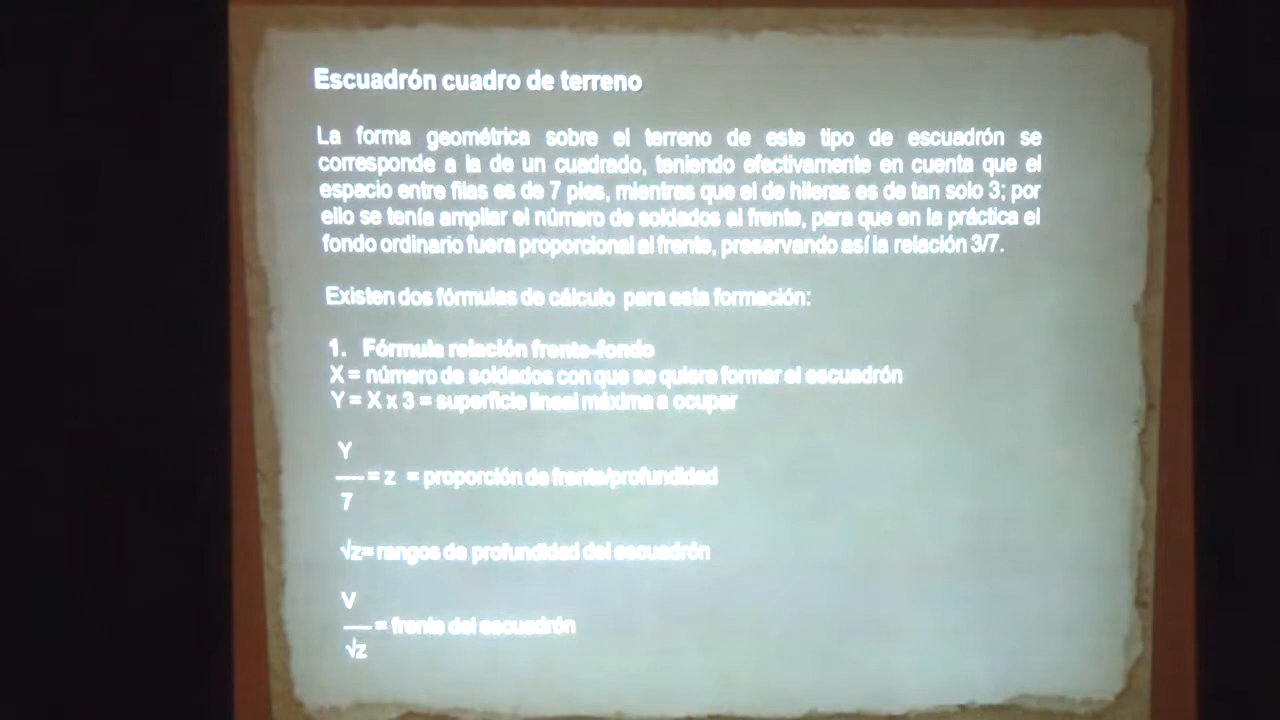 Escuadrón cuadro de terreno
La forma geométrica sobre el terreno de este tipo de escuadrón se
corresponde a la de un cuadrado, teniendo efectivamente en cuenta que el
espacio entre filas es de 7 pies, mientras que el de hileras es de tan solo 3; por
ello se tenía ampliar el número de soldados al frente, para que en la práctica el
fondo ordinario fuera proporcional al frente, preservando así la relación 3/7.
Existen dos fórmulas de cálculo para esta formación:
1. Fórmula relación frente-fondo
X = número de soldados con que se quiere formar el escuadrón
Y = X x 3 = superficie lineal máxima a ocupar
Y
= z = proporción de frente/profundidad
7
√z= rangos de profundidad del escuadrón
V
= frente del escuadrón
√z